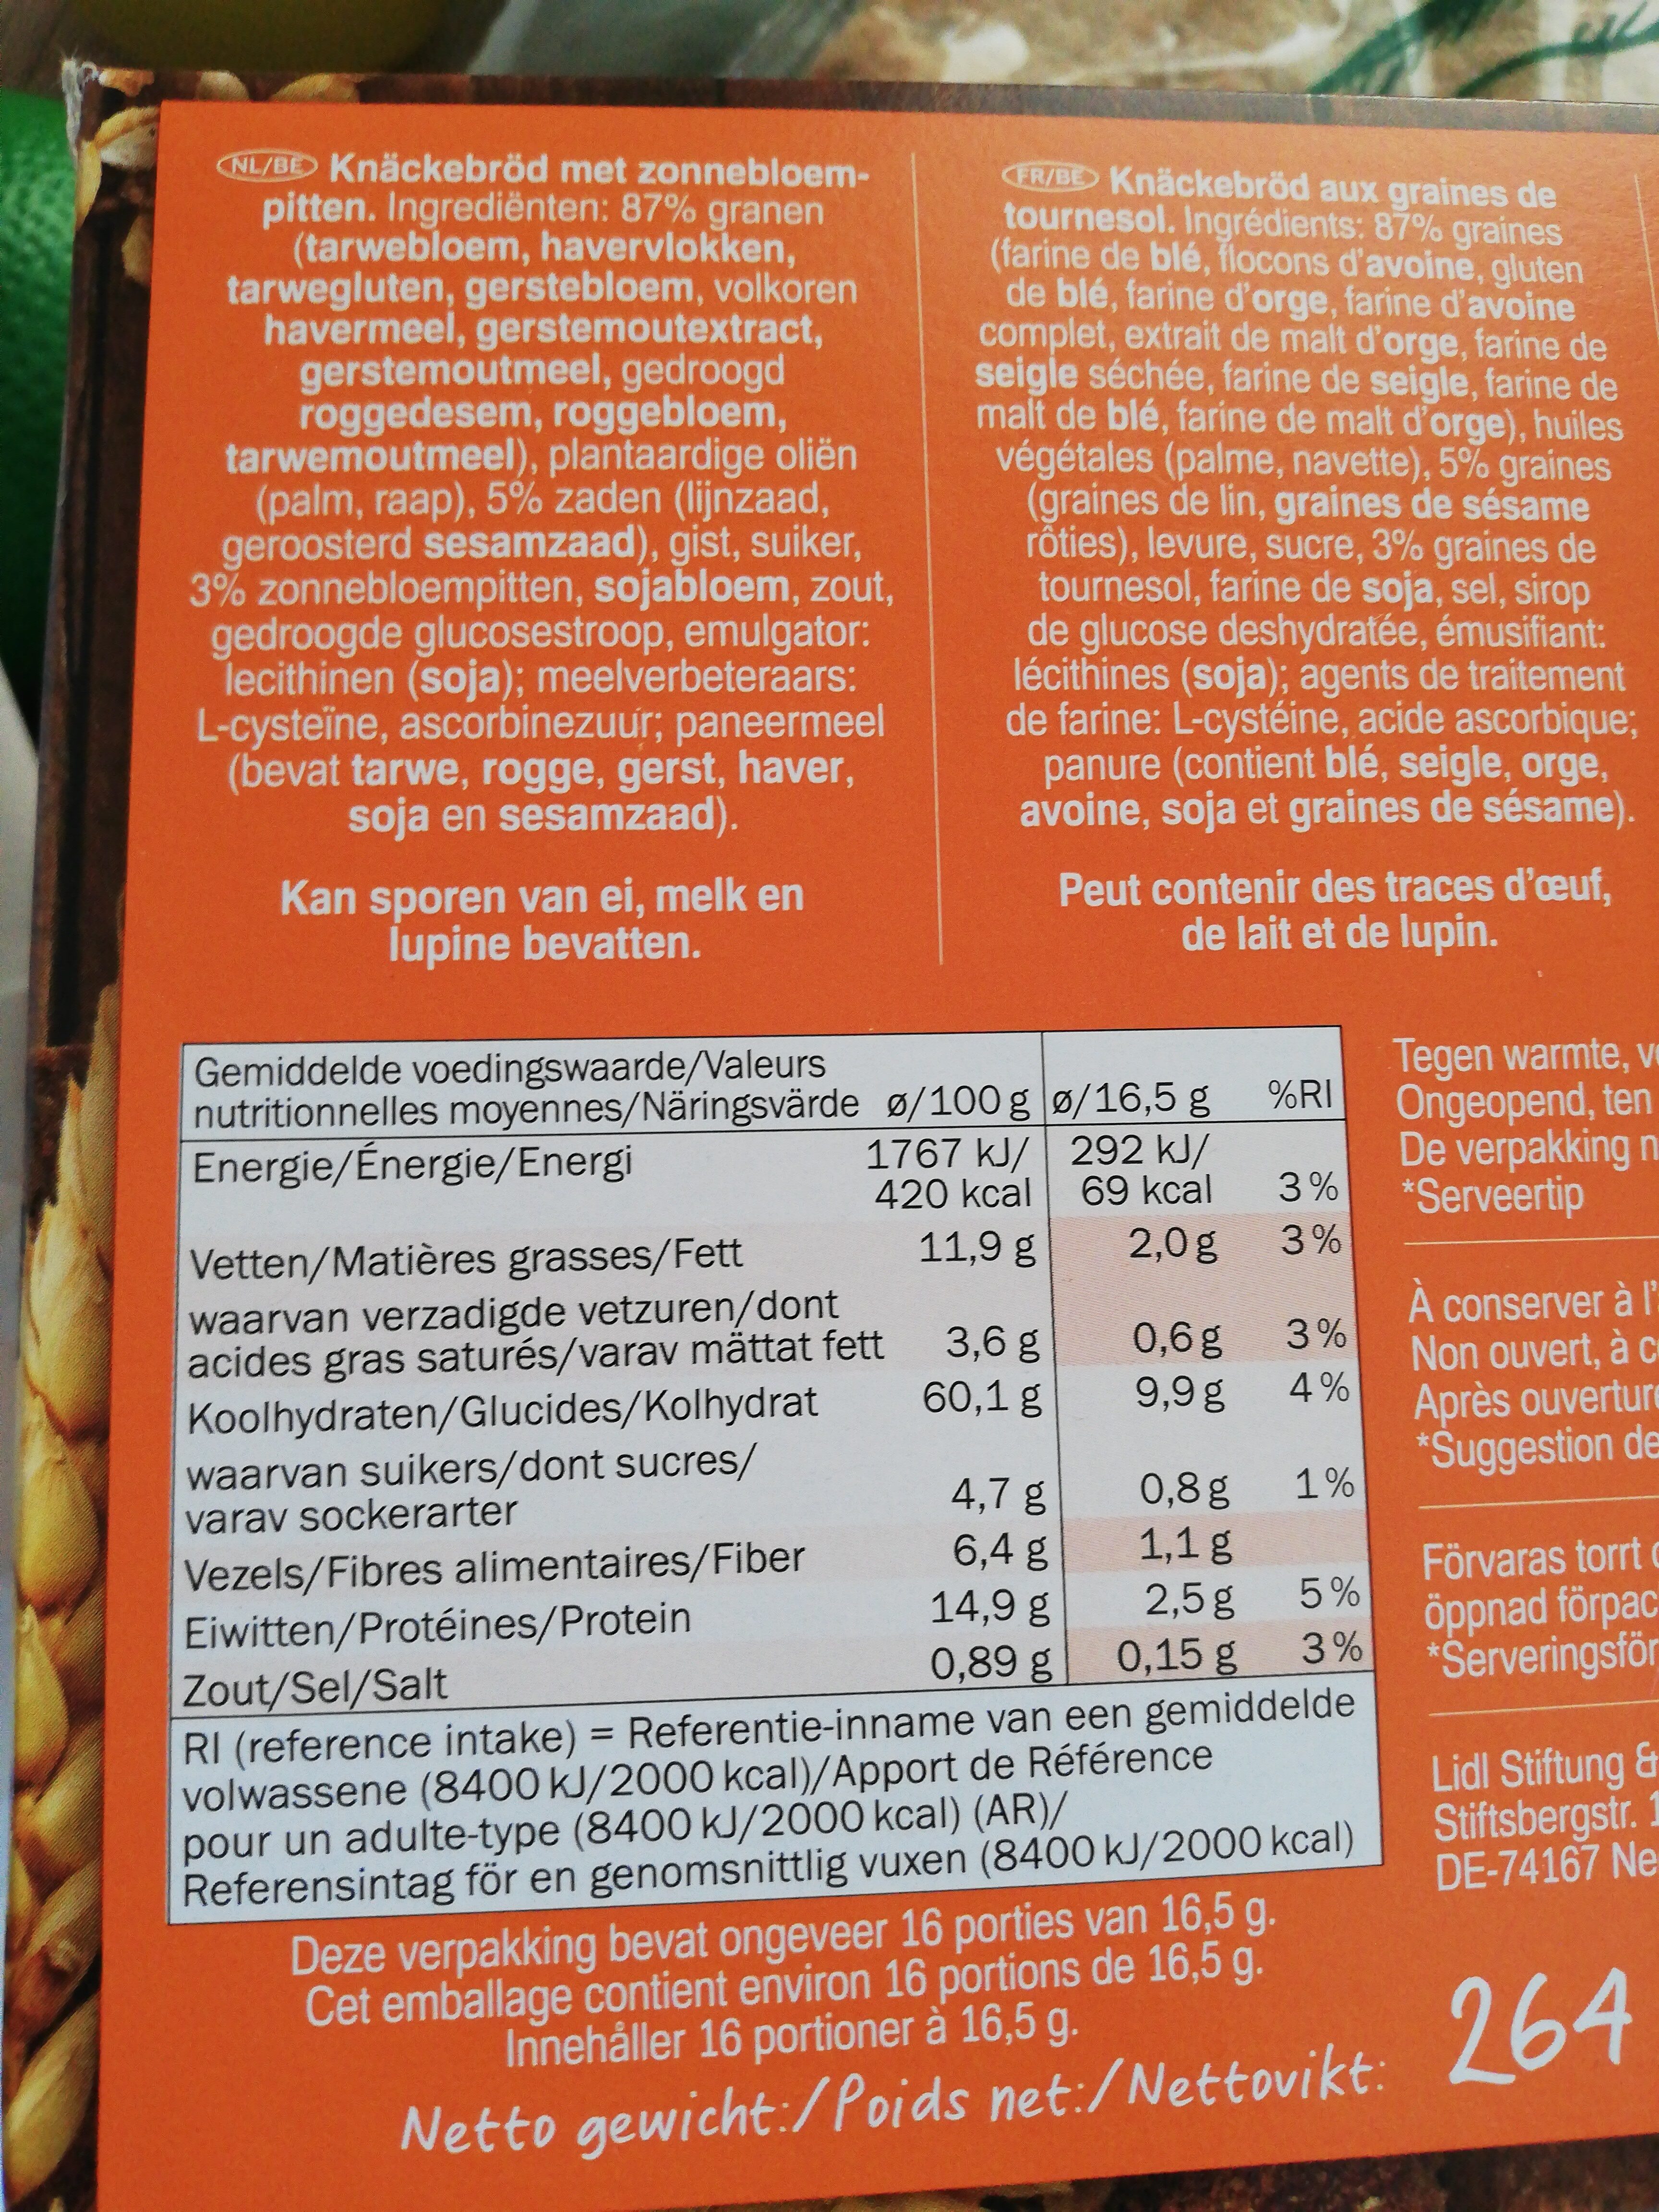 NL/BE Knäckebröd met zonnebloem-
pitten. Ingrediënten: 87% granen
(tarwebloem, havervlokken,
tarwegluten, gerstebloem, volkoren
havermeel, gerstemoutextract,
gerstemoutmeel, gedroogd
roggedesem, roggebloem,
tarwemoutmeel), plantaardige oliën
(palm, raap), 5% zaden (lijnzaad,
geroosterd sesamzaad), gist, suiker,
3% zonnebloempitten, sojabloem, zout,
gedroogde glucosestroop, emulgator:
lecithinen (soja); meelverbeteraars:
L-cysteïne, ascorbinezuur; paneermeel
(bevat tarwe, rogge, gerst, haver,
soja en sesamzaad).
Kan sporen van ei, melk en
lupine bevatten.
FR/BE Knäckebröd aux graines de
tournesol. Ingrédients: 87% graines
(farine de blé, flocons d'avoine, gluten
de blé, farine d'orge, farine d'avoine
complet, extrait de malt d'orge, farine de
seigle séchée, farine de seigle, farine de
malt de blé, farine de malt d'orge), huiles
végétales (palme, navette), 5% graines
(graines de lin, graines de sésame
rôties), levure, sucre, 3% graines de
tournesol, farine de soja, sel, sirop
de glucose deshydratée, émusifiant:
lécithines (soja); agents de traitement
de farine: L-cystéine, acide ascorbique;
panure (contient blé, seigle, orge,
avoine, soja et graines de sésame).
Peut contenir des traces d'œuf,
de lait et de lupin.
Gemiddelde voedingswaarde/Valeurs
nutritionnelles moyennes/Näringsvärde ø/100 g ø/16,5 g %RI
Energie/Énergie/Energi 1767 kJ/ 292 kJ/
420 kcal 69 kcal 3%
Vetten/Matières grasses/Fett 11,9 g 2,0 g 3%
waarvan verzadigde vetzuren/dont
acides gras saturés/varav mättat fett 3,6 g 0,6 g 3%
Koolhydraten/Glucides/Kolhydrat 60,1 g 9,9 g 4%
waarvan suikers/dont sucres/
varav sockerarter 4,7 g 0,8 g 1%
Vezels/Fibres alimentaires/Fiber 6,4 g 1,1 g
Eiwitten/Protéines/Protein 14,9 g 2,5 g 5%
Zout/Sel/Salt 0,89 g 0,15 g 3%
RI (reference intake) = Referentie-inname van een gemiddelde
volwassene (8400 kJ/2000 kcal)/Apport de Référence
pour un adulte-type (8400 kJ/2000 kcal) (AR)/
Referensintag för en genomsnittlig vuxen (8400 kJ/2000 kcal)
Deze verpakking bevat ongeveer 16 porties van 16,5 g.
Cet emballage contient environ 16 portions de 16,5 g.
Innehåller 16 portioner à 16,5 g.
Netto gewicht:/Poids net:/Nettovikt: 264
Tegen warmte,
Ongeopend, ten
De verpakking
*Serveertip
À conserver à l'
Non ouvert, à
Après
*Suggestion de
Förvaras torrt
öppnad
Lidl Stiftung &
Stiftsbergstr.
DE-74167